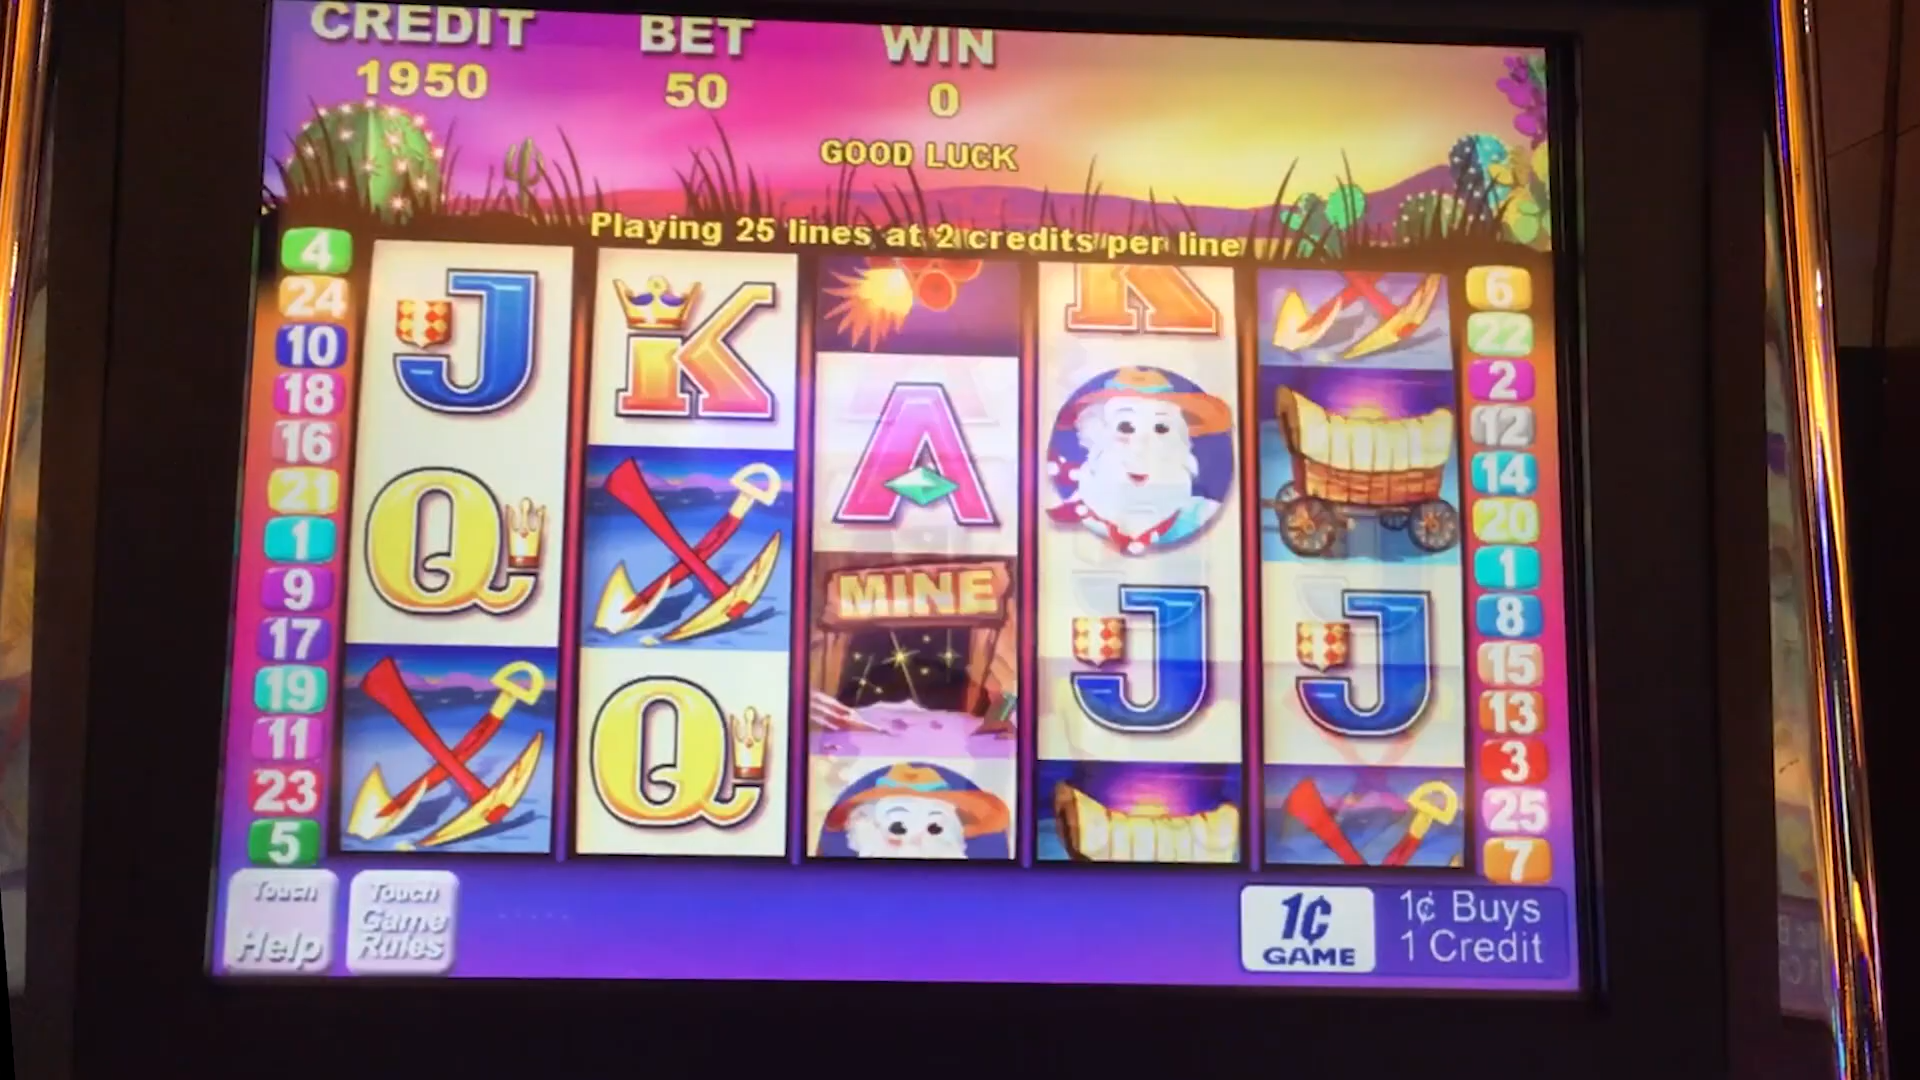 CREDIT BET WIN
1950 50 0
GOOD LUCK
Playing 25 lines at 2 credits per line
4
24
10
18
16
21
1
9
17
19
11
23
5
J K K
A
Q
MINE
J J
Q
6
22
2
12
14
20
1
8
15
13
3
25
7
Touch
Help
Touch
Game
Rules
1¢
GAME
1¢ Buys
1 Credit